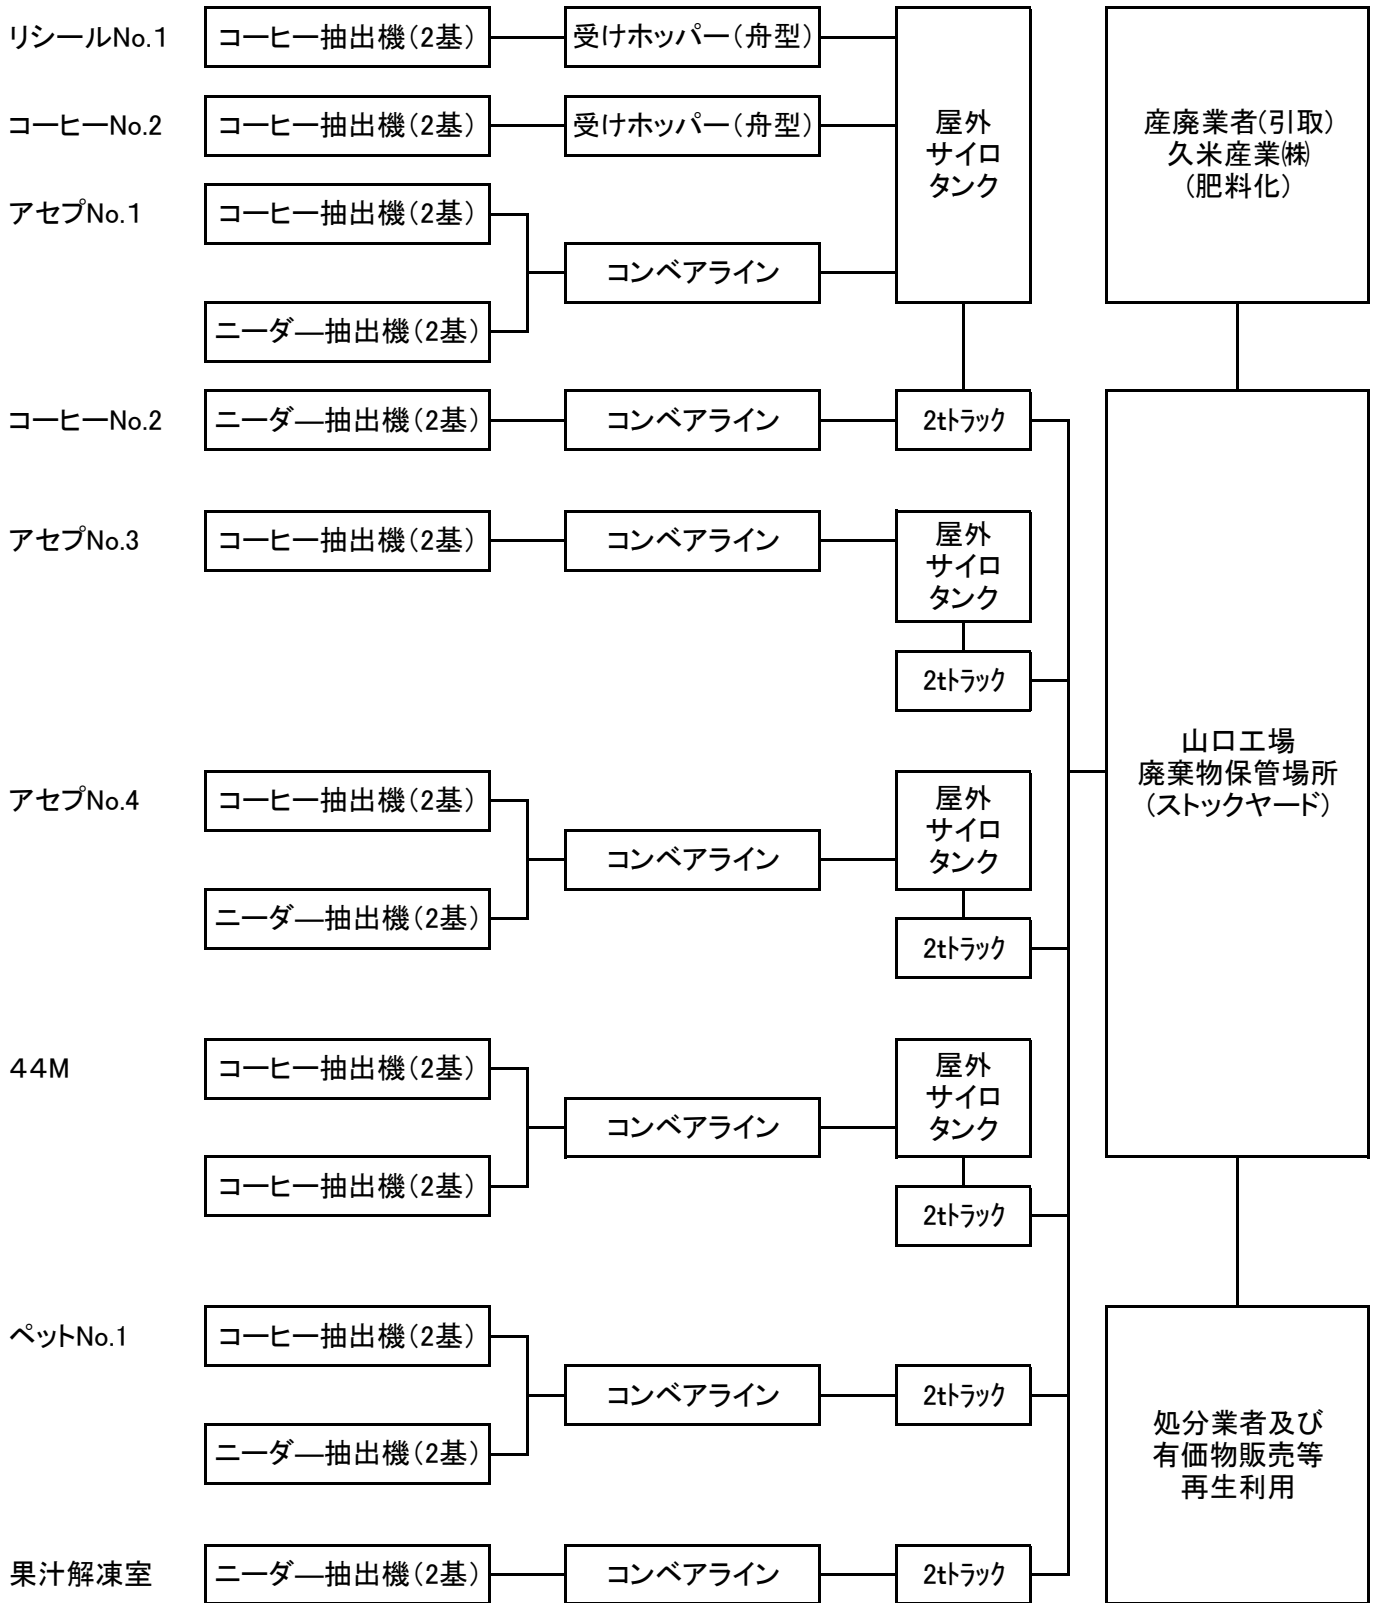 リシールNo.1
コーヒー抽出機(2基)
受けホッパー(舟型)
コーヒーNo.2
コーヒー抽出機(2基)
受けホッパー(舟型)
屋外
サイロ
タンク
産廃業者(引取)
久米産業㈱
(肥料化)
アセプNo.1
コーヒー抽出機(2基)
コンベアライン
ニーダ―抽出機(2基)
コーヒーNo.2
ニーダ―抽出機(2基)
コンベアライン
2tトラック
アセプNo.3
コーヒー抽出機(2基)
コンベアライン
屋外
サイロ
タンク
2tトラック
山口工場
廃棄物保管場所
(ストックヤード)
アセプNo.4
コーヒー抽出機(2基)
コンベアライン
ニーダ―抽出機(2基)
屋外
サイロ
タンク
2tトラック
44M
コーヒー抽出機(2基)
コンベアライン
コーヒー抽出機(2基)
屋外
サイロ
タンク
2tトラック
ペットNo.1
コーヒー抽出機(2基)
コンベアライン
ニーダ―抽出機(2基)
2tトラック
処分業者及び
有価物販売等
再生利用
果汁解凍室
ニーダ―抽出機(2基)
コンベアライン
2tトラック